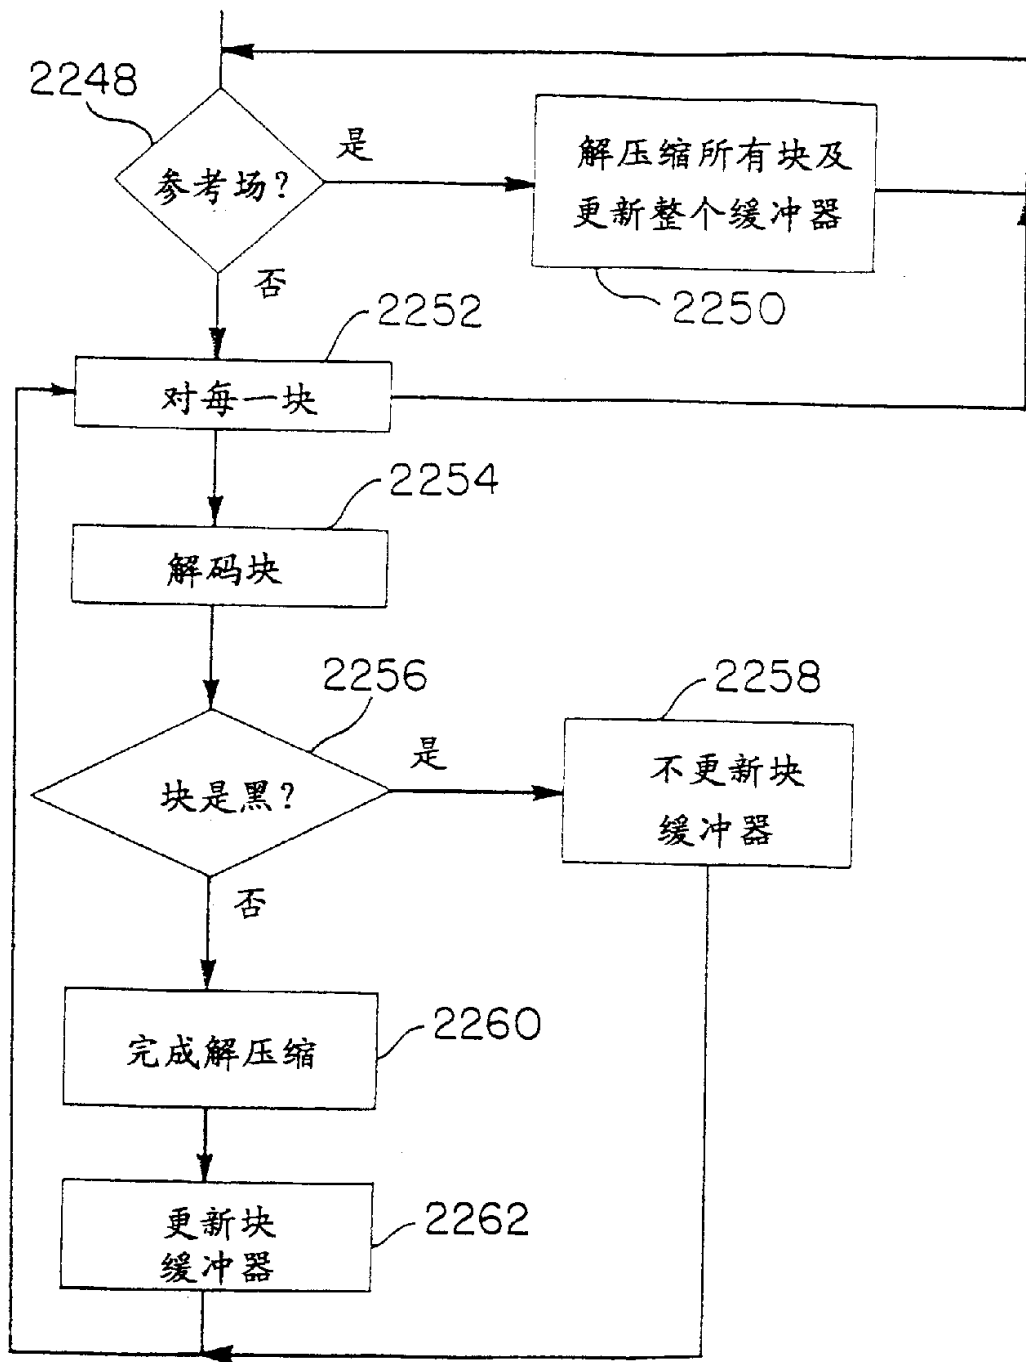 2248
参考场?
是
解压缩所有块及
更新整个缓冲器
2250
否
2252
对每一块
2254
解码块
2256
块是黑?
是
2258
不更新块
缓冲器
否
完成解压缩
2260
更新块
缓冲器
2262